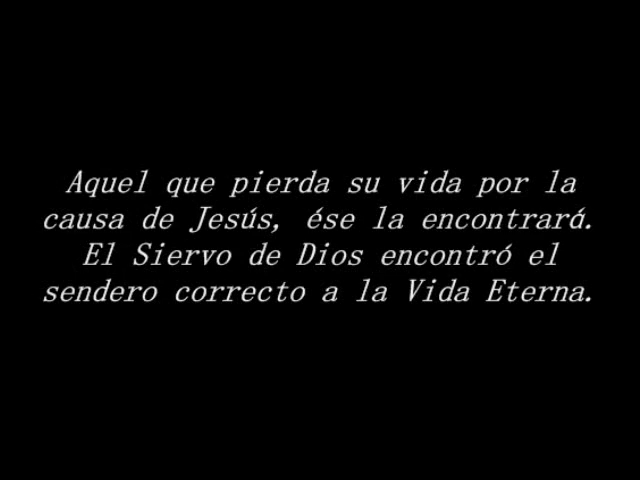 Aquel que pierda su vida por la
causa de Jesús, ése la encontrará.
El Siervo de Dios encontró el
sendero correcto a la Vida Eterna.